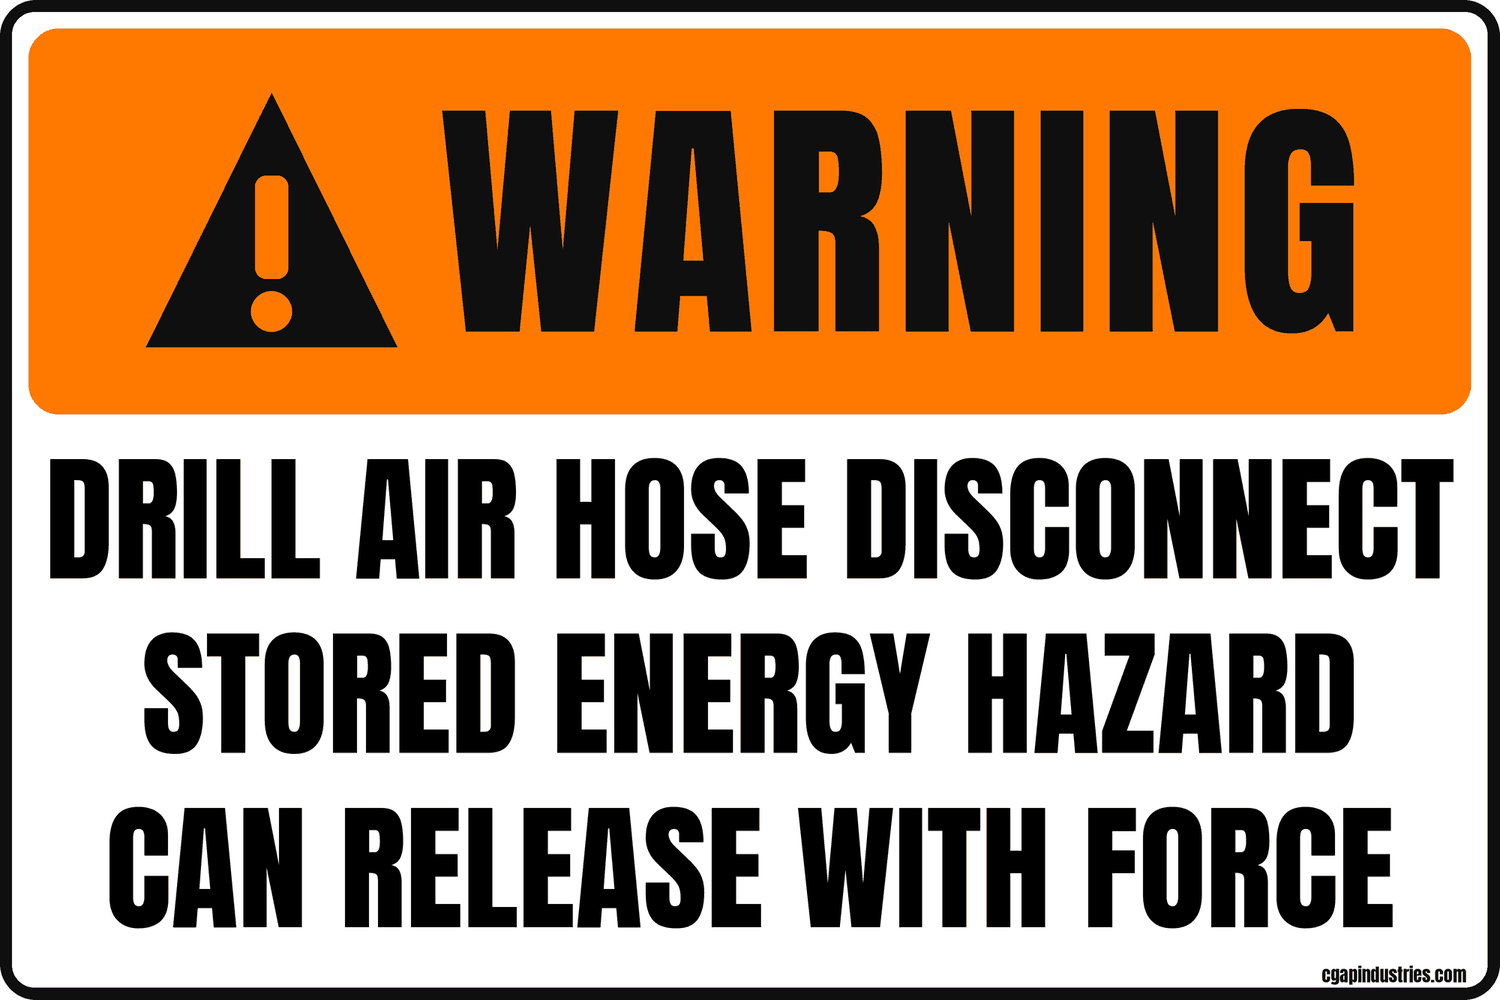 WARNING
DRILL AIR HOSE DISCONNECT
STORED ENERGY HAZARD
CAN RELEASE WITH FORCE
cgapindustries.com